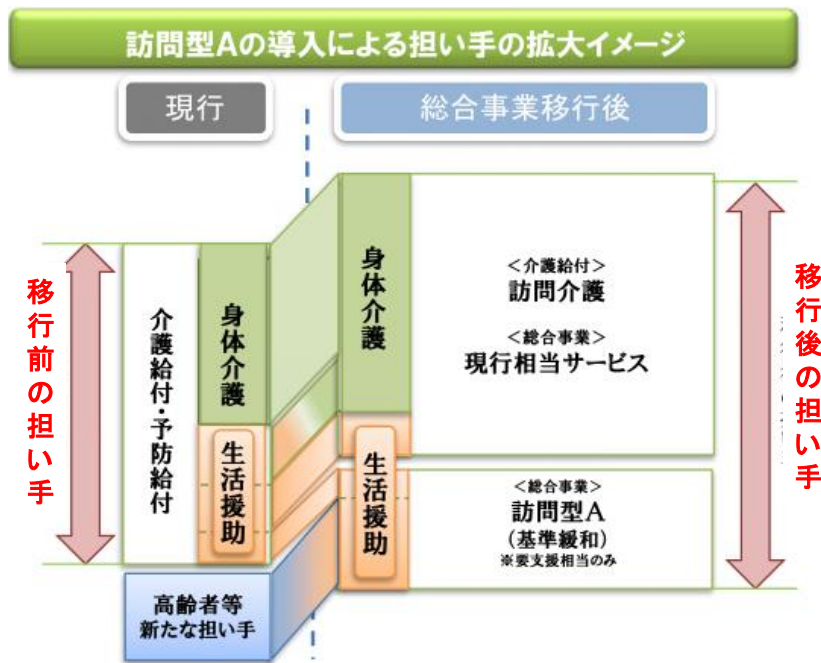 訪問型Aの導入による担い手の拡大イメージ
現行
総合事業移行後
移行前の担い手
介護給付・予防給付
身体介護
生活援助
高齢者等
新たな担い手
身体介護
生活援助
<介護給付>
訪問介護
<総合事業>
現行相当サービス
<総合事業>
訪問型A
(基準緩和)
※要支援相当のみ
移行後の担い手